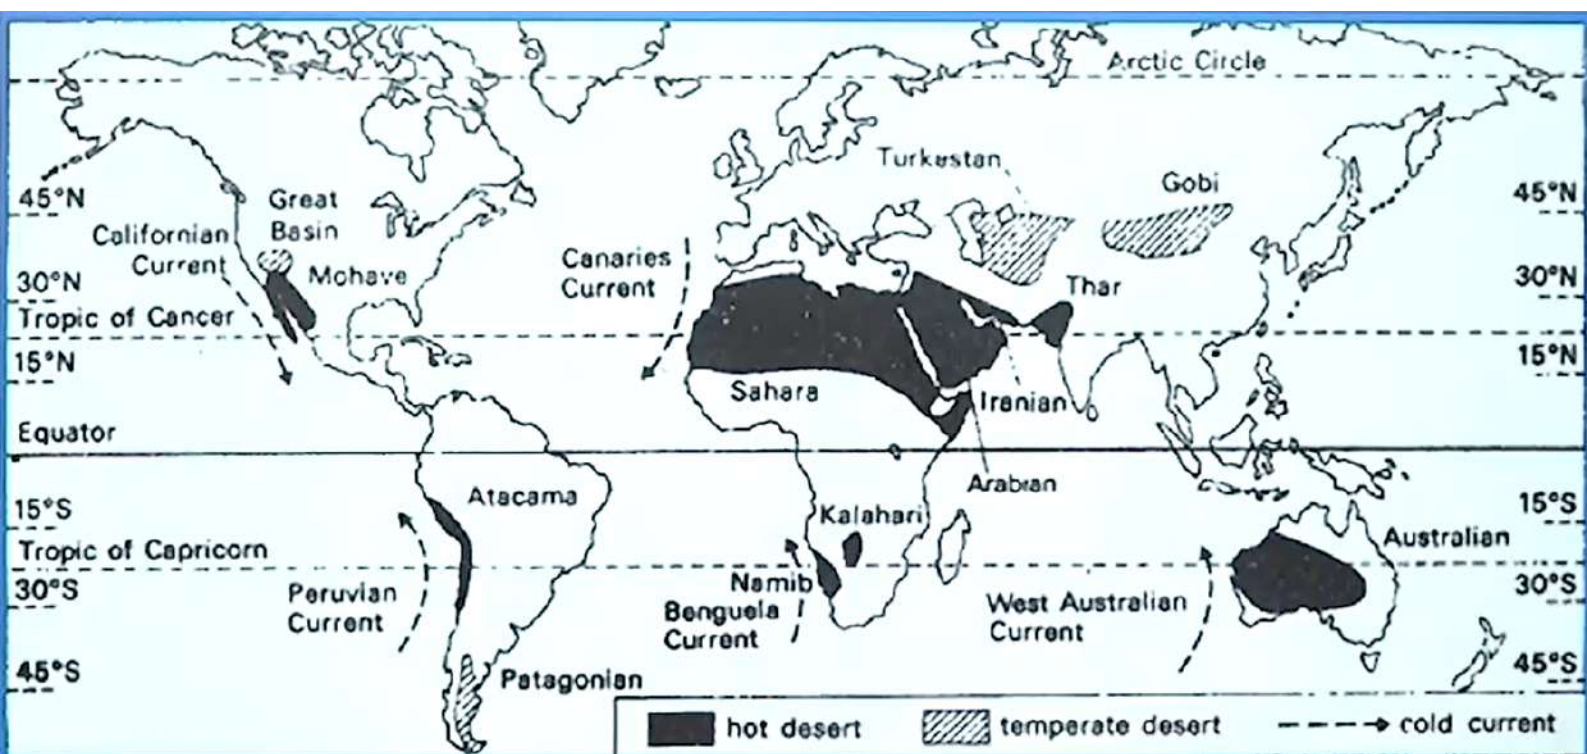 Arctic Circle
Turkestan
Gobi
45°N
Great
Basin
45°N
Californian
Current
Canaries
Current
30°N
Mohave
Thar
30°N
Tropic of Cancer
15°N
15°N
Sahara
Iranian
Equator
Arabian
Atacama
15°S
Kalahari
15°S
Australian
Tropic of Capricorn
30°S
Peruvian
Current
Namib
Benguela
Current
West Australian
Current
30°S
45°S
Patagonian
45°S
hot desert
temperate desert
cold current